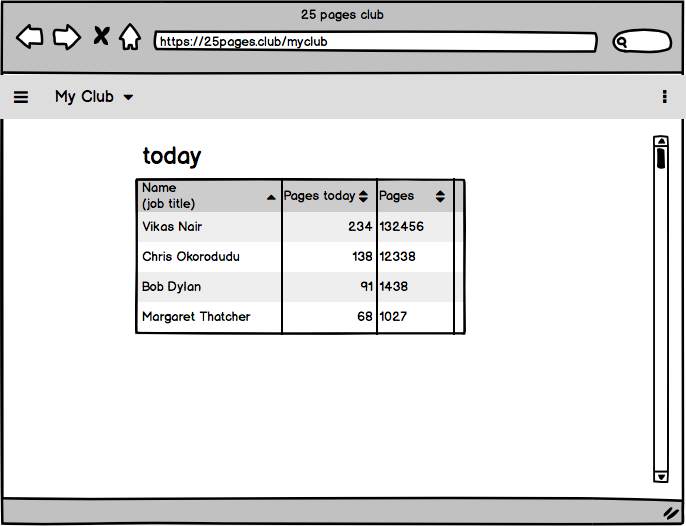 25 pages club
https://25pages.club/myclub
My Club
today
Name
(job title) Pages today Pages
Vikas Nair 234 132456
Chris Okorodudu 138 12338
Bob Dylan 91 1438
Margaret Thatcher 68 1027